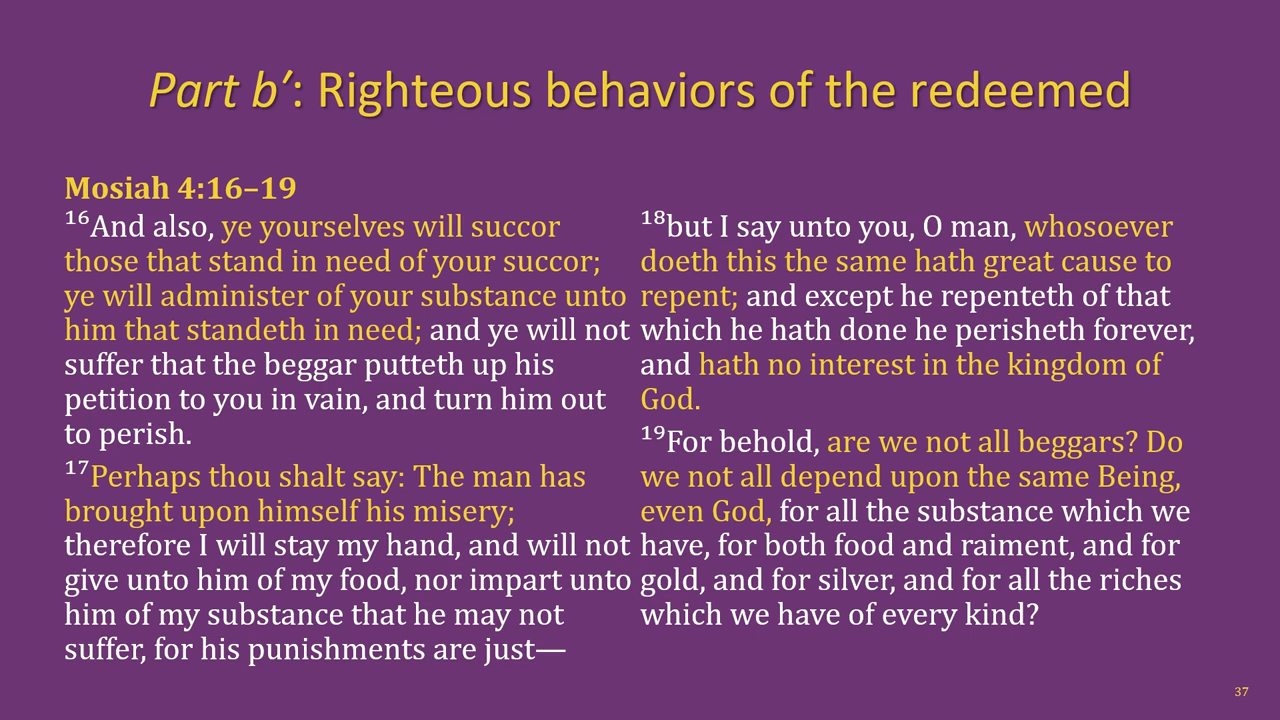 Part b′: Righteous behaviors of the redeemed
Mosiah 4:16–19
¹⁶And also, ye yourselves will succor
those that stand in need of your succor;
ye will administer of your substance unto
him that standeth in need; and ye will not
suffer that the beggar putteth up his
petition to you in vain, and turn him out
to perish.
¹⁷Perhaps thou shalt say: The man has
brought upon himself his misery;
therefore I will stay my hand, and will not
give unto him of my food, nor impart unto
him of my substance that he may not
suffer, for his punishments are just—
¹⁸but I say unto you, O man, whosoever
doeth this the same hath great cause to
repent; and except he repenteth of that
which he hath done he perisheth forever,
and hath no interest in the kingdom of
God.
¹⁹For behold, are we not all beggars? Do
we not all depend upon the same Being,
even God, for all the substance which we
have, for both food and raiment, and for
gold, and for silver, and for all the riches
which we have of every kind?
37